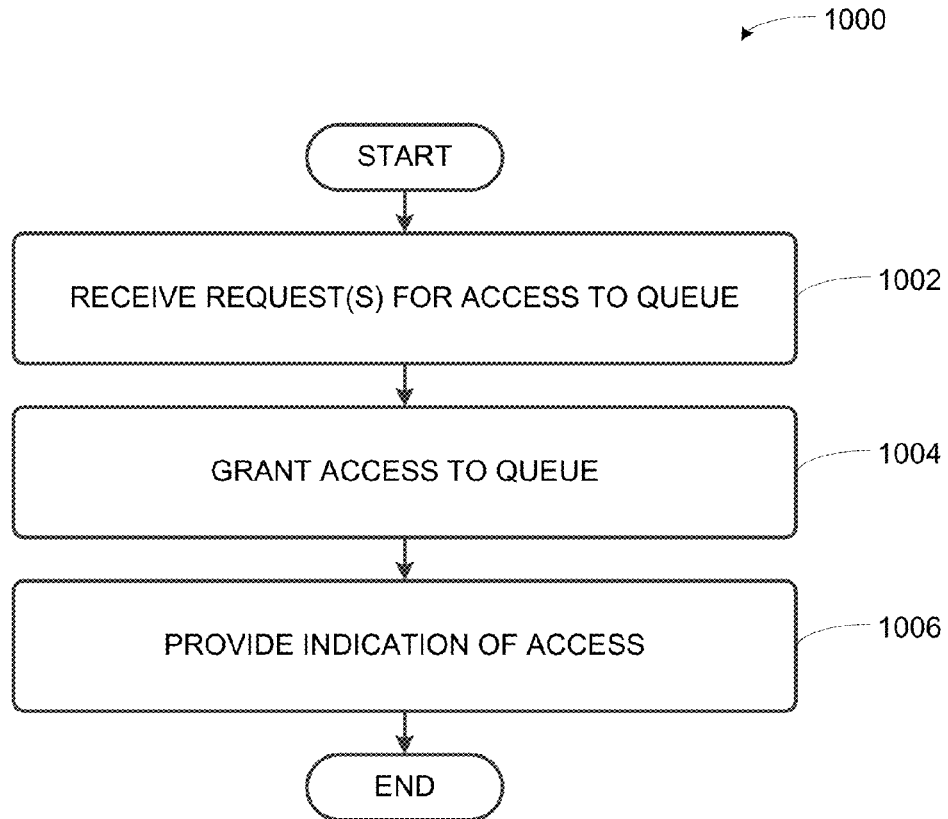 1000
START
RECEIVE REQUEST(S) FOR ACCESS TO QUEUE
1002
GRANT ACCESS TO QUEUE
1004
PROVIDE INDICATION OF ACCESS
1006
END